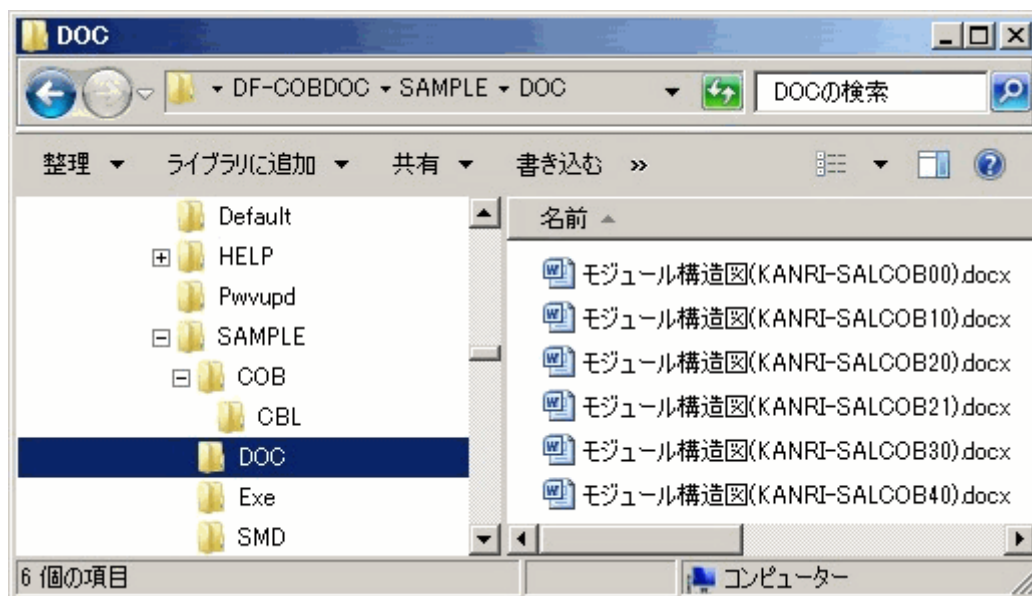 DOC
DF-COBDOC SAMPLE DOC
DOCの検索
整理 ライブラリに追加 共有 書き込む »
Default
HELP
Pwvupd
SAMPLE
COB
CBL
DOC
Exe
SMD
名前
モジュール構造図(KANRI-SALCOB00).docx
モジュール構造図(KANRI-SALCOB10).docx
モジュール構造図(KANRI-SALCOB20).docx
モジュール構造図(KANRI-SALCOB21).docx
モジュール構造図(KANRI-SALCOB30).docx
モジュール構造図(KANRI-SALCOB40).docx
6 個の項目
コンピューター